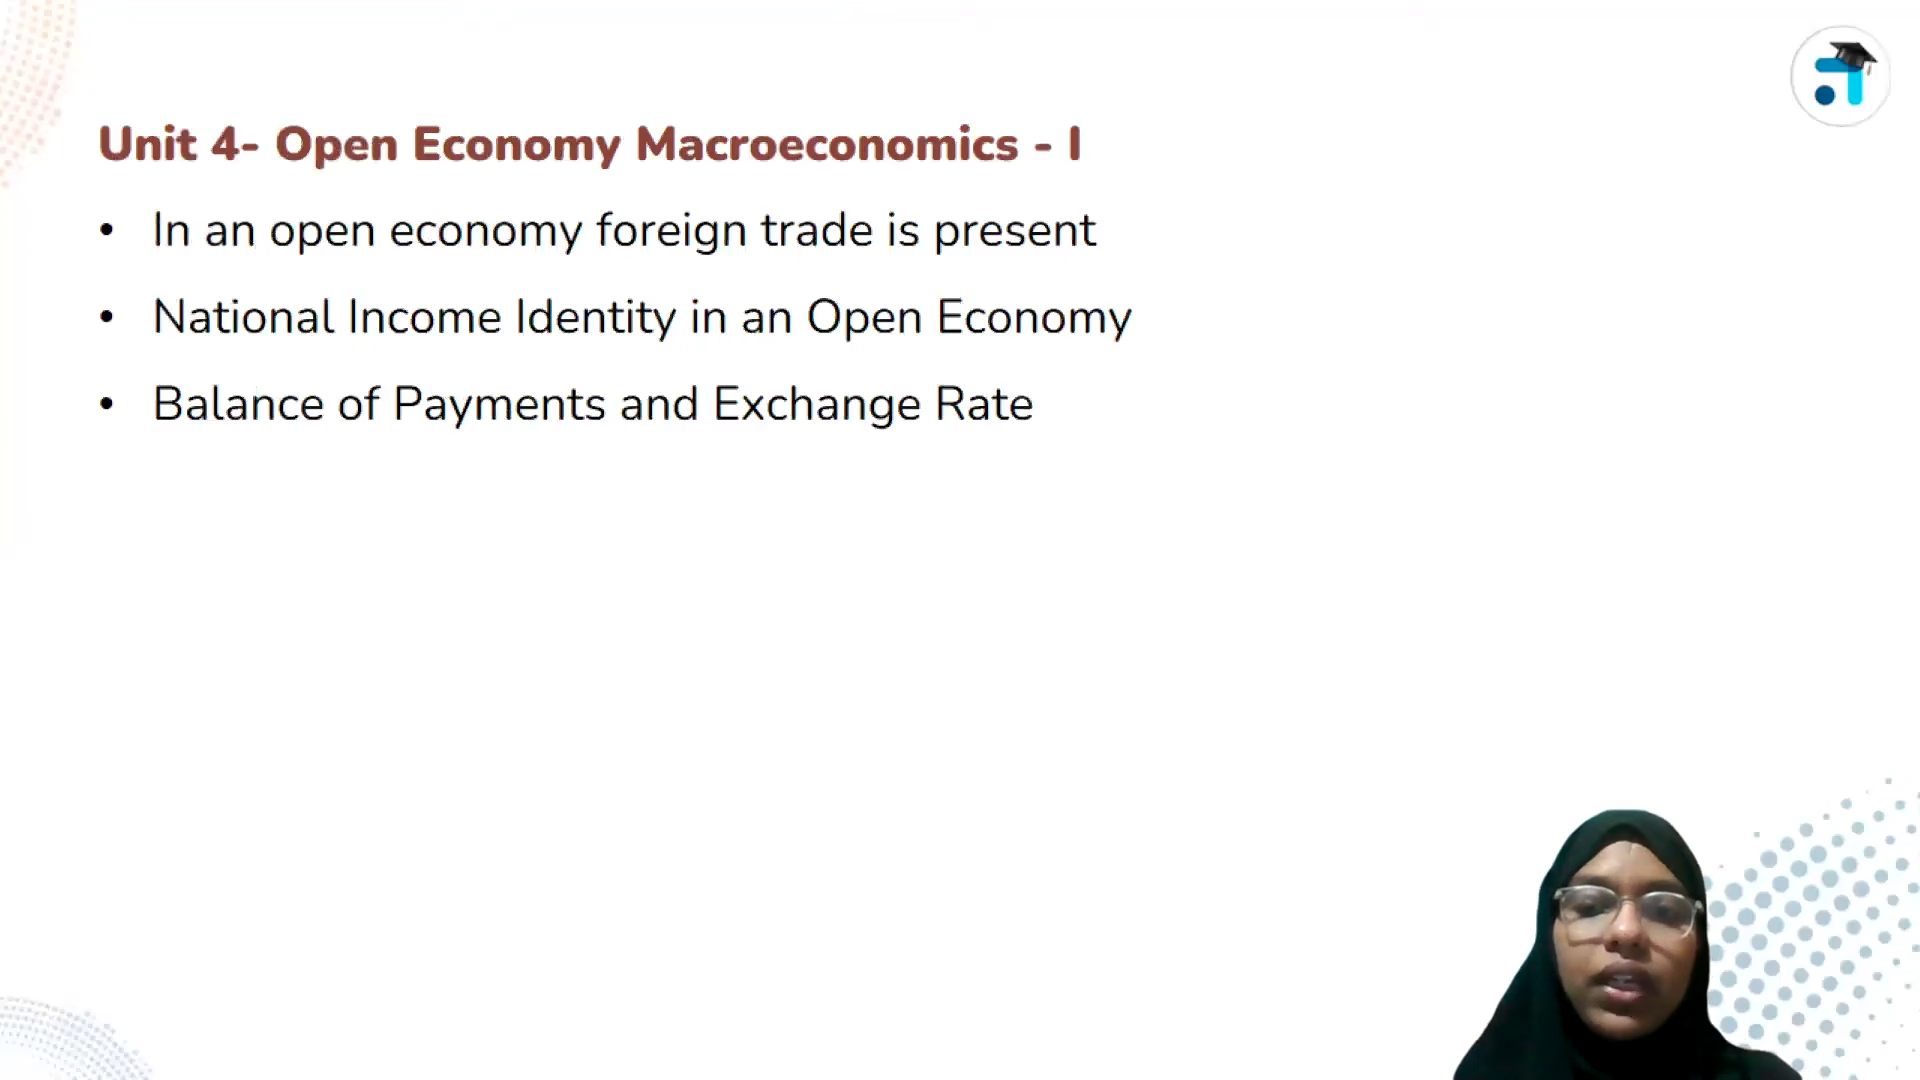 Unit 4- Open Economy Macroeconomics - I
• In an open economy foreign trade is present
• National Income Identity in an Open Economy
• Balance of Payments and Exchange Rate